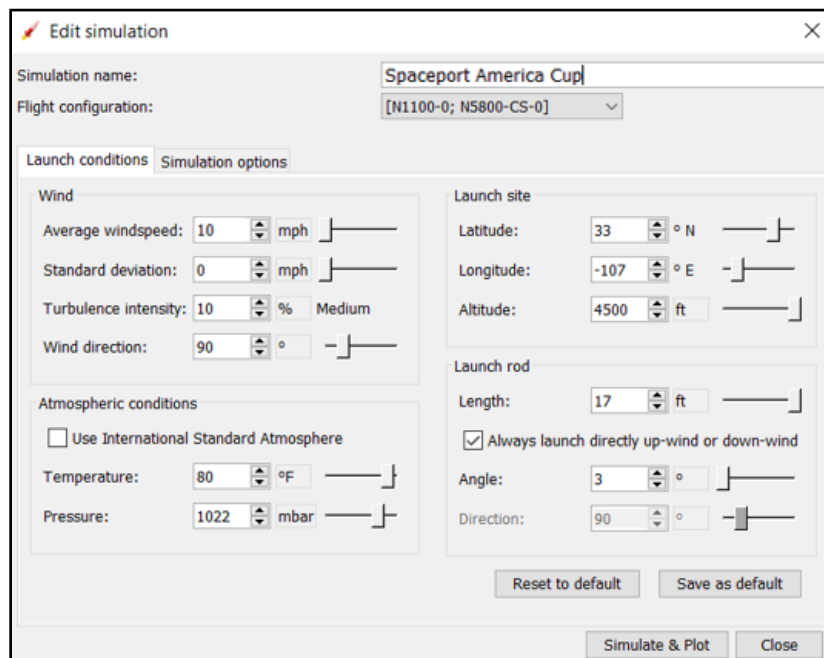 Edit simulation
Simulation name: Spaceport America Cup
Flight configuration: [N1100-0; N5800-CS-0]
Launch conditions Simulation options
Wind
Average windspeed: 10 mph
Standard deviation: 0 mph
Turbulence intensity: 10 % Medium
Wind direction: 90 °
Atmospheric conditions
Use International Standard Atmosphere
Temperature: 80 °F
Pressure: 1022 mbar
Launch site
Latitude: 33 ° N
Longitude: -107 ° E
Altitude: 4500 ft
Launch rod
Length: 17 ft
Always launch directly up-wind or down-wind
Angle: 3 °
Direction: 90 °
Reset to default Save as default
Simulate & Plot Close